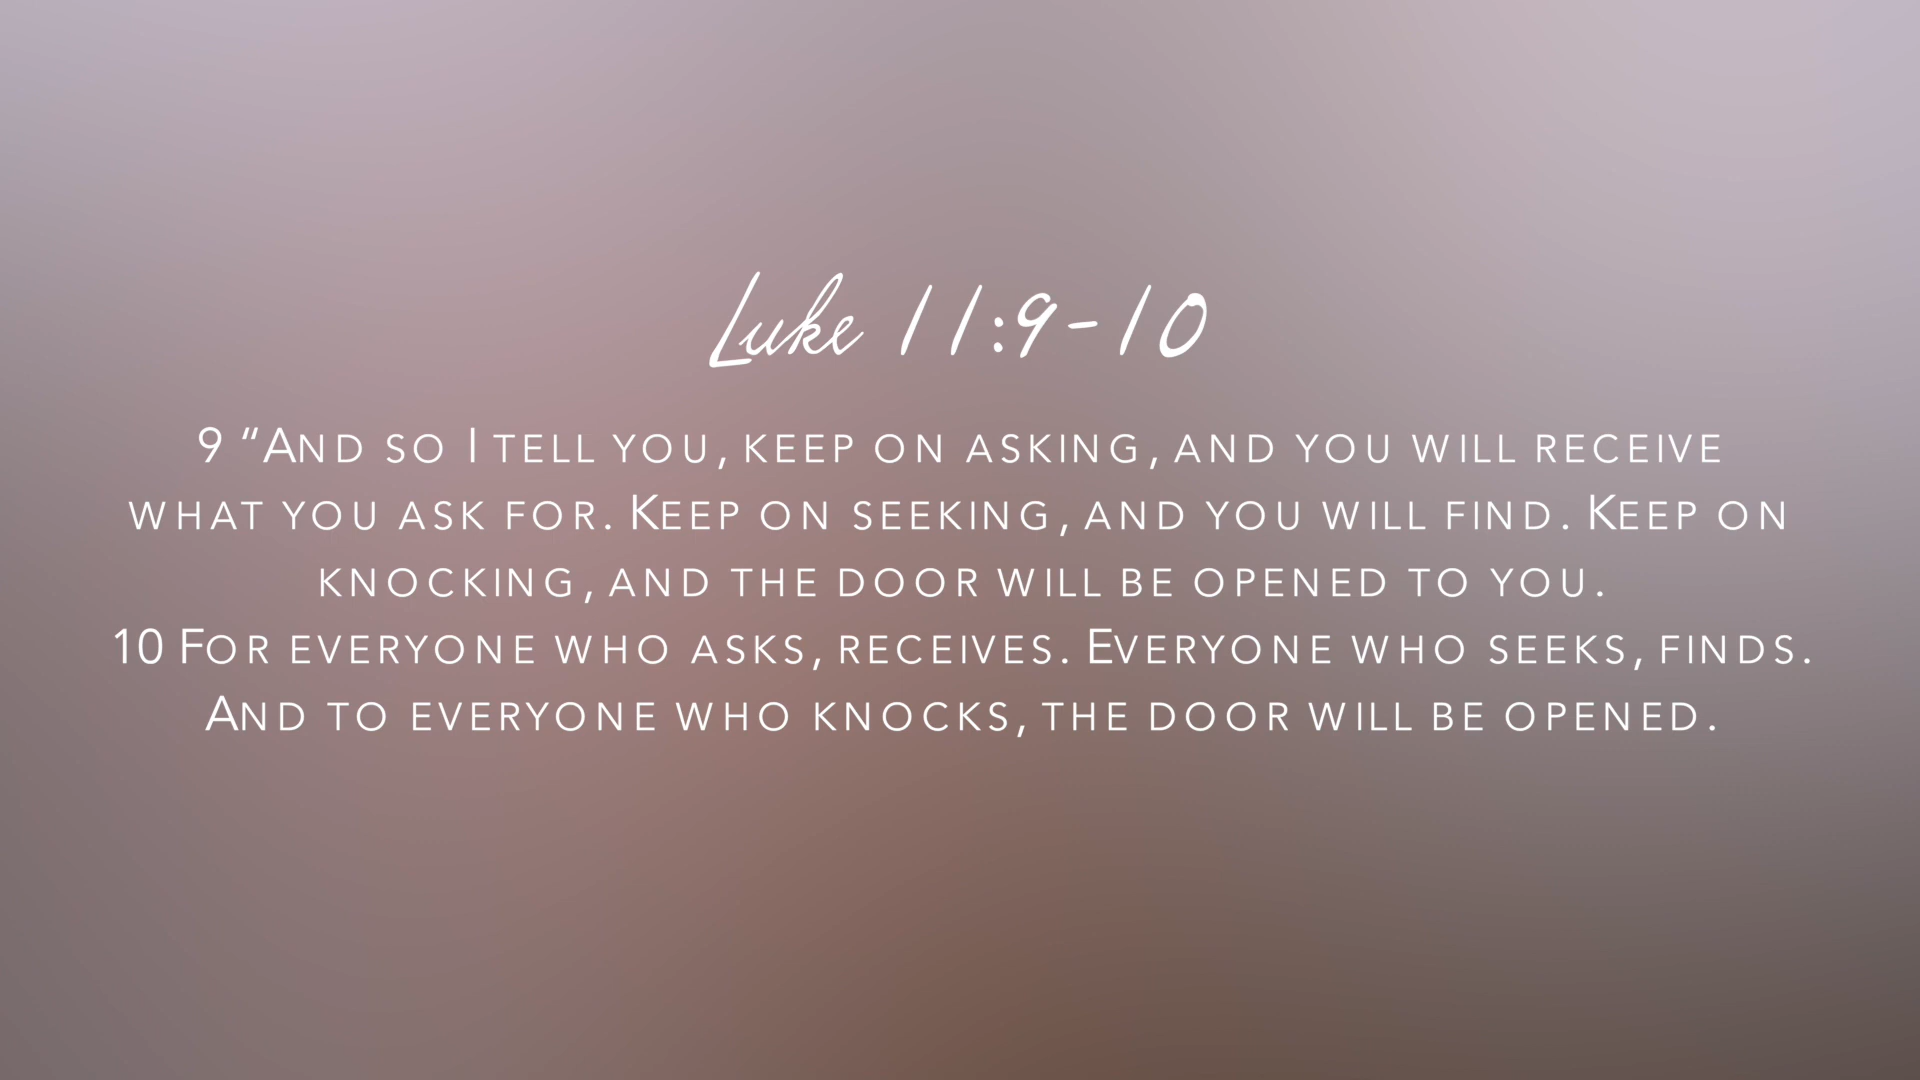 Luke 11:9-10
9 “And so I tell you, keep on asking, and you will receive
what you ask for. Keep on seeking, and you will find. Keep on
knocking, and the door will be opened to you.
10 For everyone who asks, receives. Everyone who seeks, finds.
And to everyone who knocks, the door will be opened.